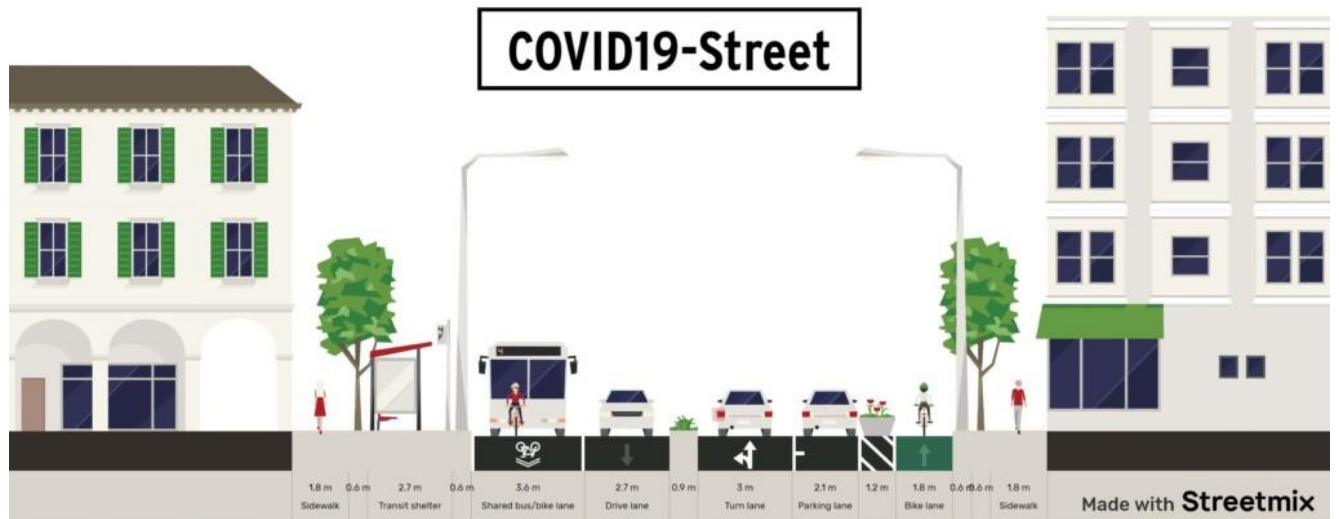 COVID19-Street
1.8 m 0.6 m 2.7 m 0.6 m 3.6 m 2.7 m 0.9 m 3 m 2.1 m 1.2 m 1.8 m 0.6 m 0.6 m 1.8 m
Sidewalk Transit shelter Shared bus/bike lane Drive lane Turn lane Parking lane Bike lane Sidewalk
Made with Streetmix